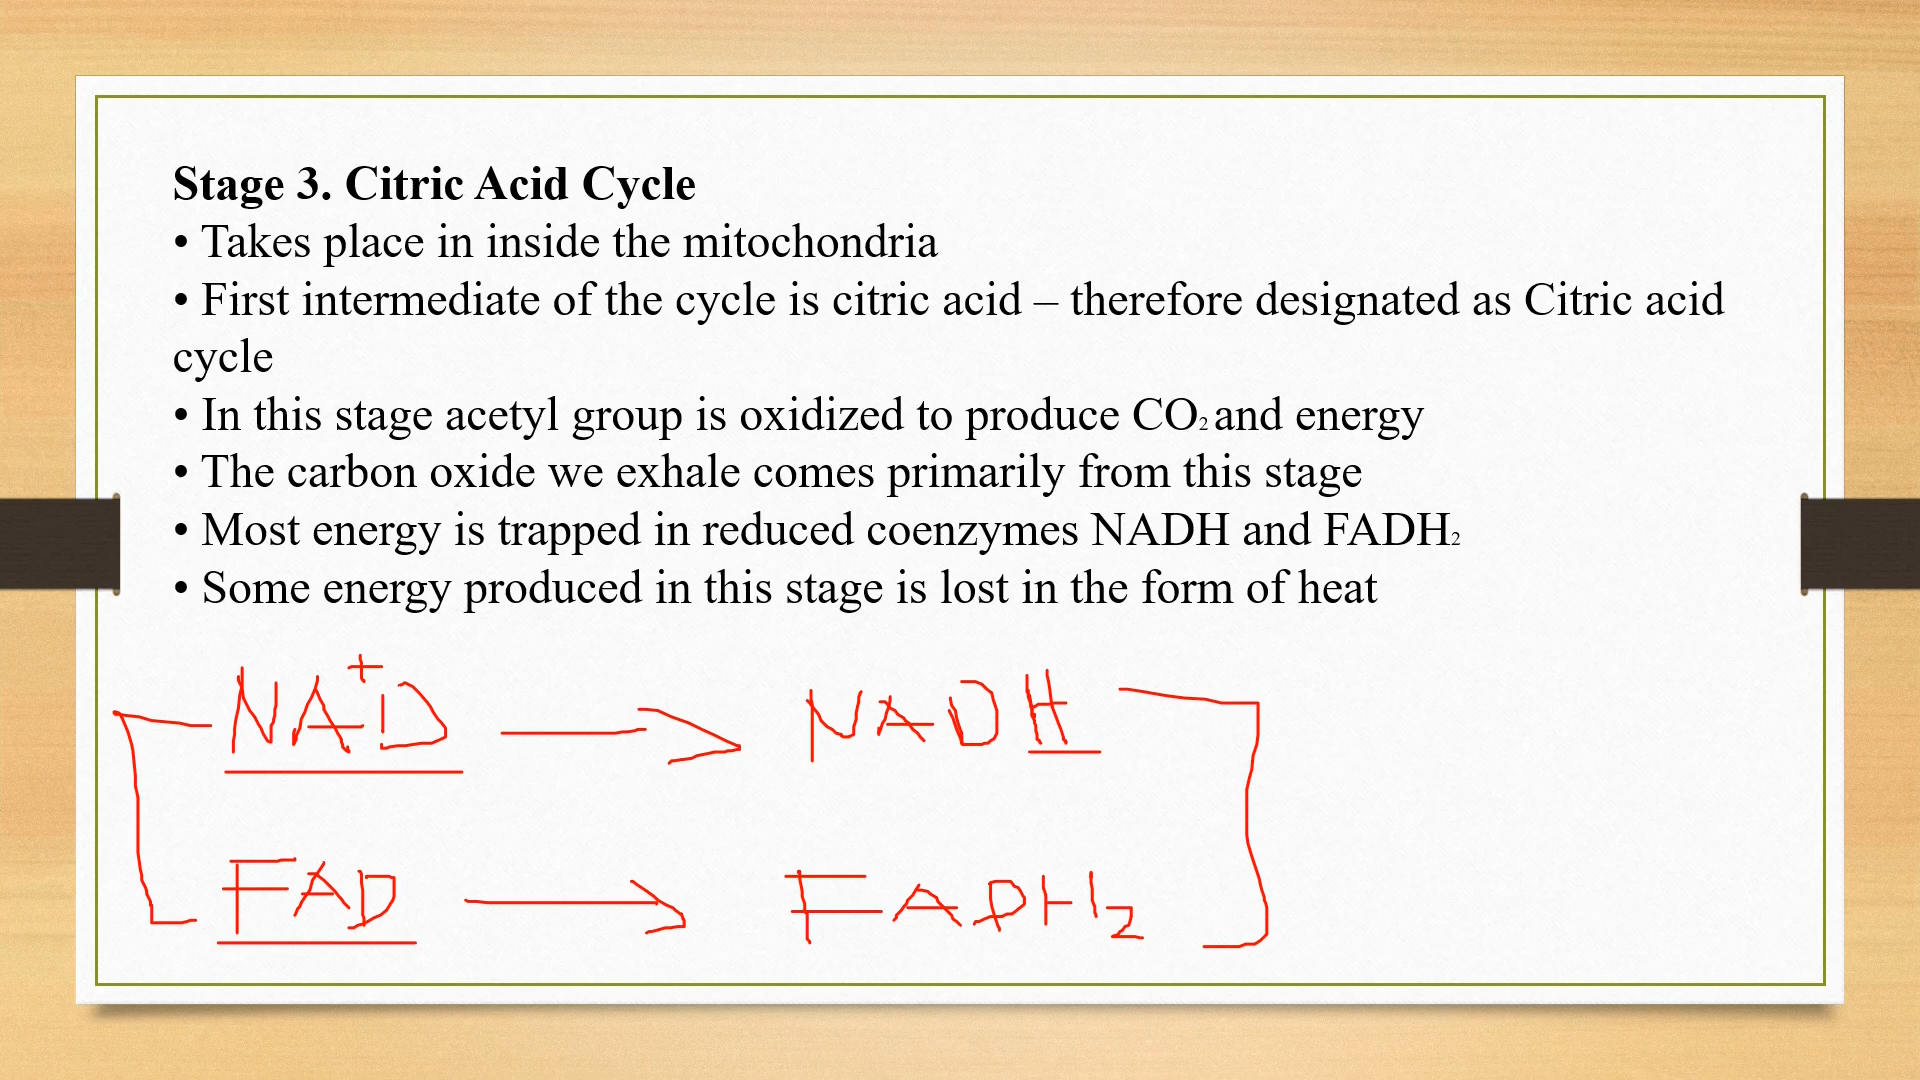 Stage 3. Citric Acid Cycle
• Takes place in inside the mitochondria
• First intermediate of the cycle is citric acid – therefore designated as Citric acid
cycle
• In this stage acetyl group is oxidized to produce CO₂ and energy
• The carbon oxide we exhale comes primarily from this stage
• Most energy is trapped in reduced coenzymes NADH and FADH₂
• Some energy produced in this stage is lost in the form of heat
NA⁺D → NADH
FAD → FADH₂